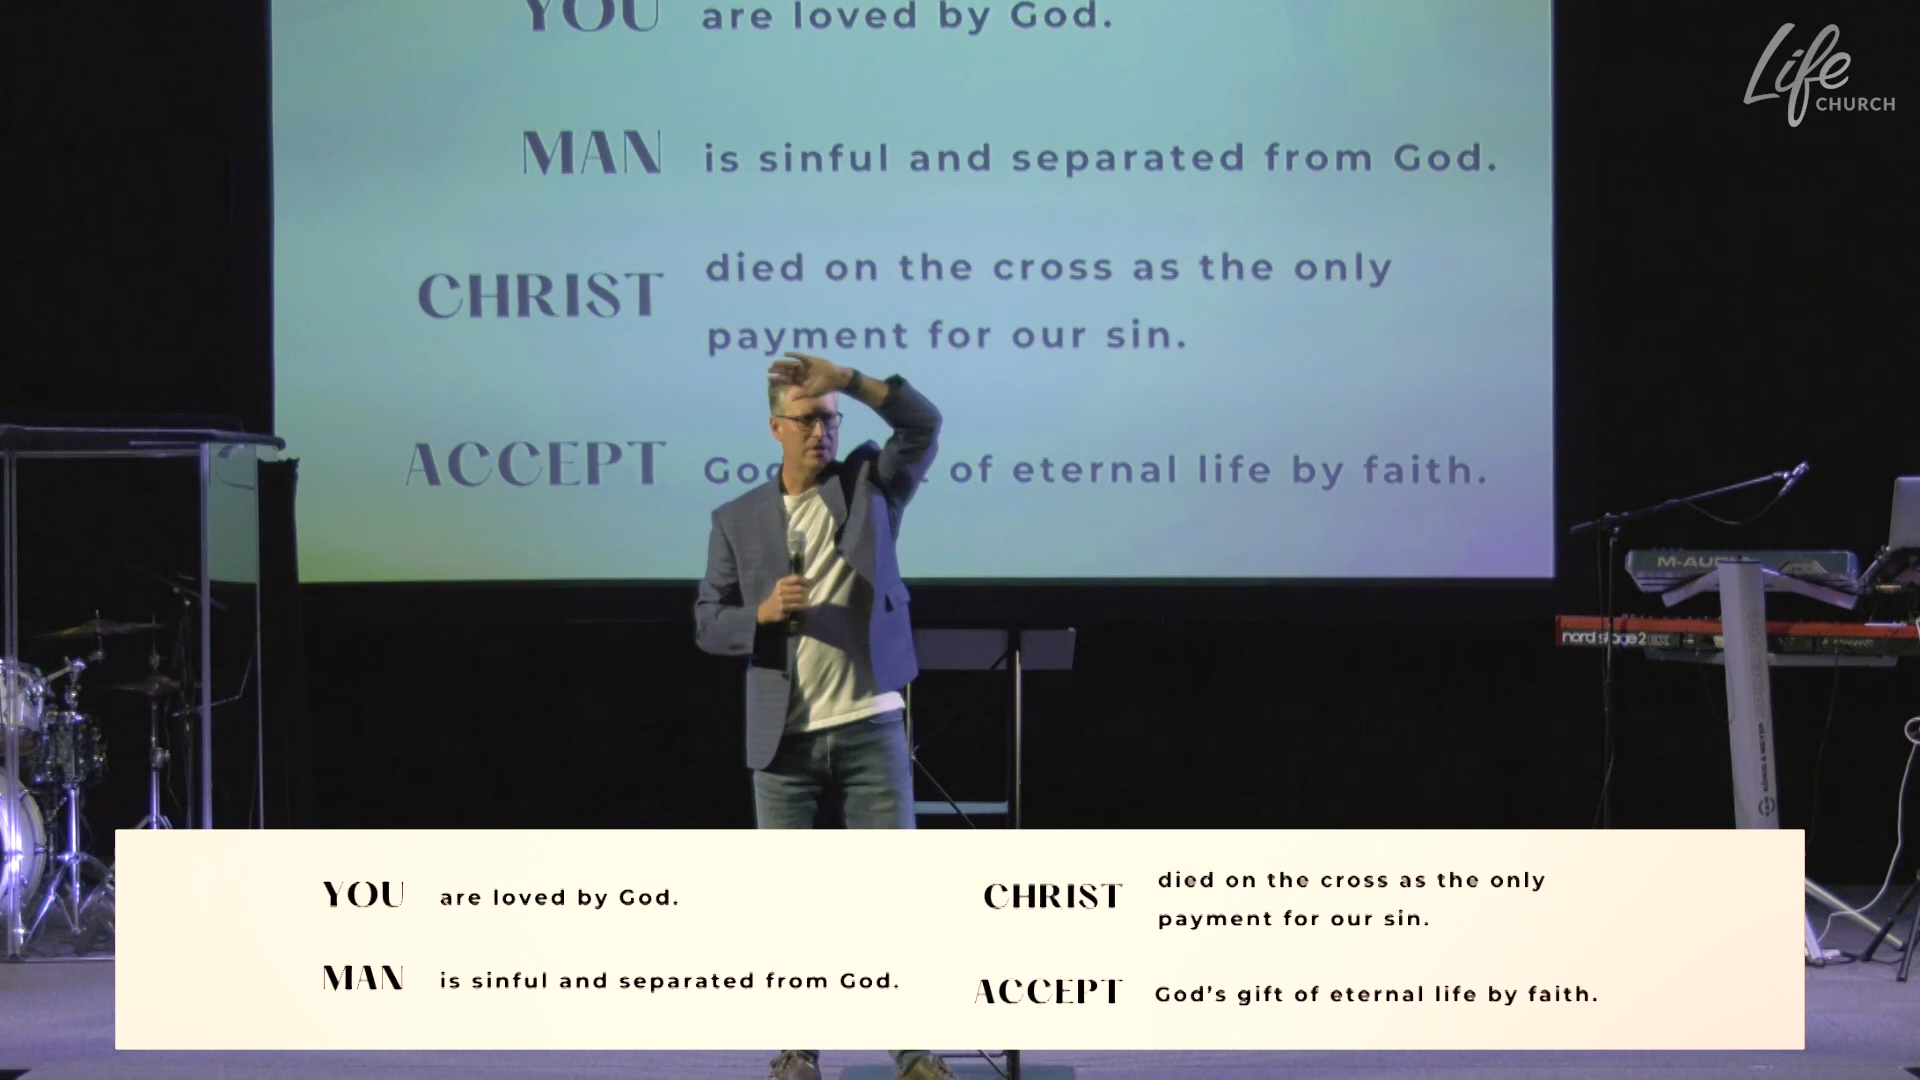 YOU are loved by God.
Life
CHURCH
MAN is sinful and separated from God.
CHRIST died on the cross as the only
payment for our sin.
ACCEPT of eternal life by faith.
M-AUDIO
nord stage 2 EX
YOU are loved by God.
MAN is sinful and separated from God.
CHRIST died on the cross as the only
payment for our sin.
ACCEPT God's gift of eternal life by faith.